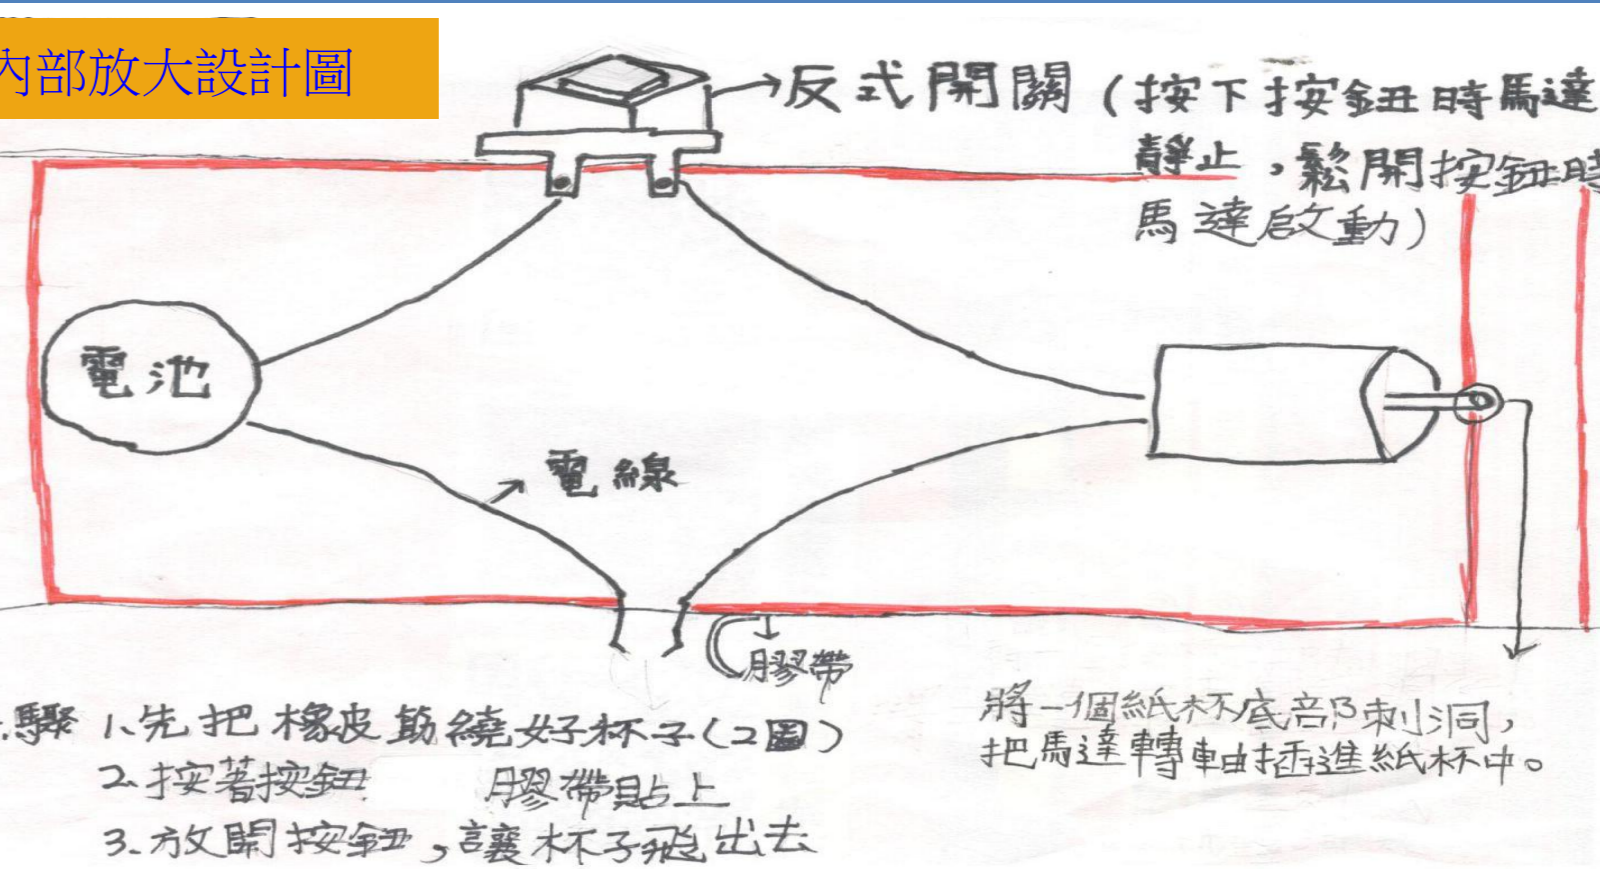 內部放大設計圖
反式開關(按下按鈕時馬達
靜止,鬆開按鈕時
馬達啟動)
電池
電線
膠帶
驟 1.先把橡皮筋繞好杯子(2圈)
2.按著按鈕 膠帶貼上
3.放開按鈕,讓杯子飛出去
將一個紙杯底部刺洞,
把馬達轉軸插進紙杯中。